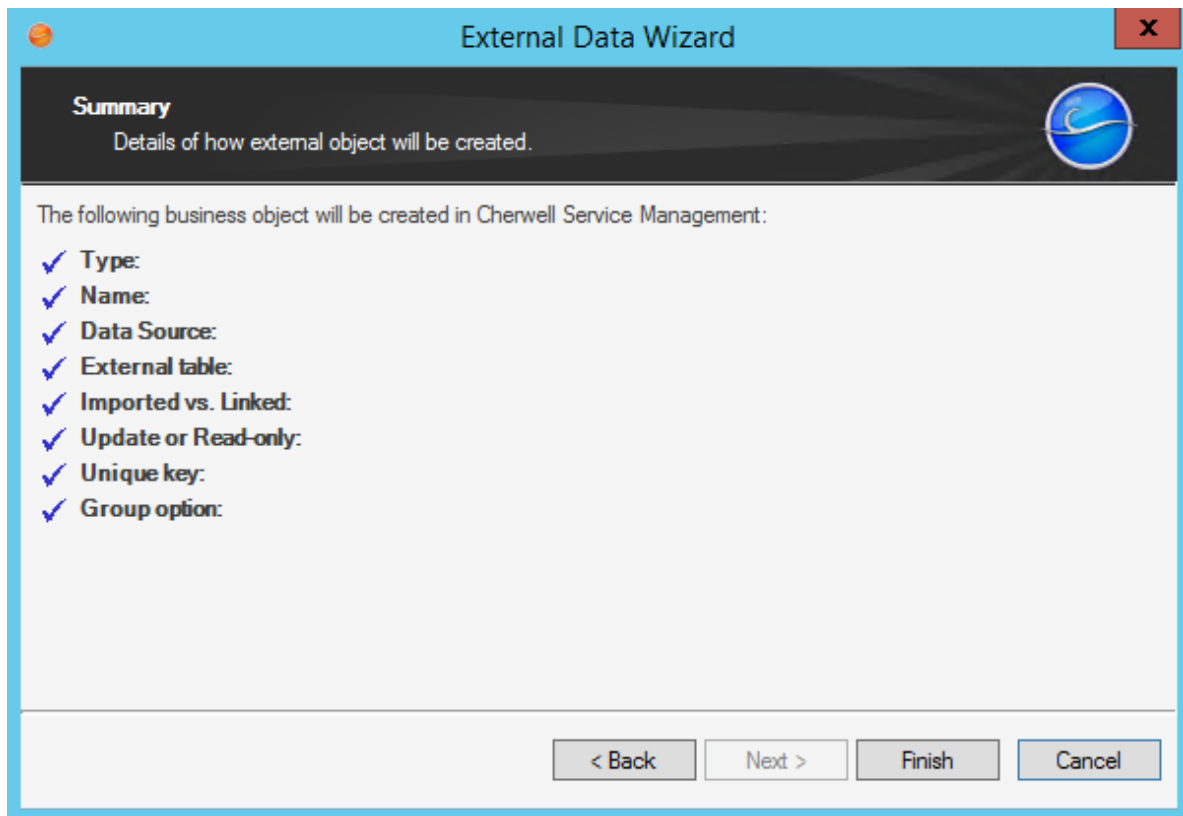 External Data Wizard
x
Summary
Details of how external object will be created.
The following business object will be created in Cherwell Service Management:
Type:
Name:
Data Source:
External table:
Imported vs. Linked:
Update or Read-only:
Unique key:
Group option:
< Back Next > Finish Cancel